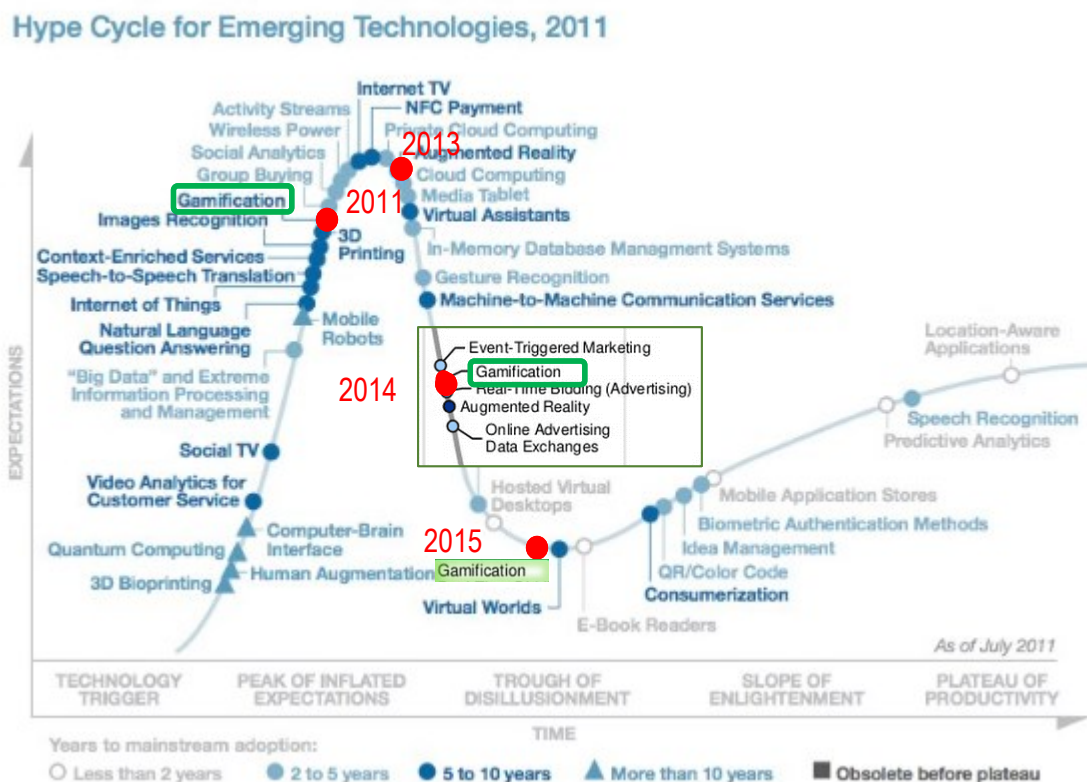 Hype Cycle for Emerging Technologies, 2011
Internet TV
NFC Payment
Activity Streams
Wireless Power
Private Cloud Computing
2013
Augmented Reality
Social Analytics
Cloud Computing
Group Buying
Media Tablet
Gamification
2011
Virtual Assistants
Images Recognition
3D
Printing
In-Memory Database Managment Systems
Context-Enriched Services
Speech-to-Speech Translation
Gesture Recognition
Internet of Things
Machine-to-Machine Communication Services
Natural Language
Question Answering
Mobile
Robots
Location-Aware
Applications
Event-Triggered Marketing
Gamification
Real-Time Bidding (Advertising)
Augmented Reality
Online Advertising
Data Exchanges
2014
"Big Data" and Extreme
Information Processing
and Management
Speech Recognition
Predictive Analytics
EXPECTATIONS
Social TV
Video Analytics for
Customer Service
Hosted Virtual
Desktops
Mobile Application Stores
Biometric Authentication Methods
Computer-Brain
Interface
2015
Idea Management
Quantum Computing
Human Augmentation
Gamification
QR/Color Code
3D Bioprinting
Consumerization
Virtual Worlds
E-Book Readers
As of July 2011
TECHNOLOGY
TRIGGER
PEAK OF INFLATED
EXPECTATIONS
TROUGH OF
DISILLUSIONMENT
SLOPE OF
ENLIGHTENMENT
PLATEAU OF
PRODUCTIVITY
TIME
Years to mainstream adoption:
Less than 2 years
2 to 5 years
5 to 10 years
More than 10 years
Obsolete before plateau